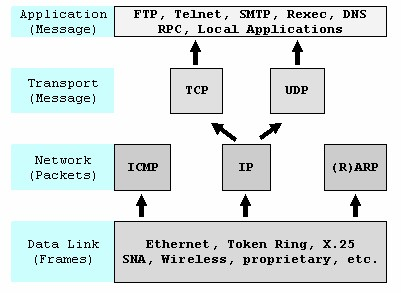 Application
(Message)
FTP, Telnet, SMTP, Rexec, DNS
RPC, Local Applications
Transport
(Message)
TCP
UDP
Network
(Packets)
ICMP
IP
(R)ARP
Data Link
(Frames)
Ethernet, Token Ring, X.25
SNA, Wireless, proprietary, etc.